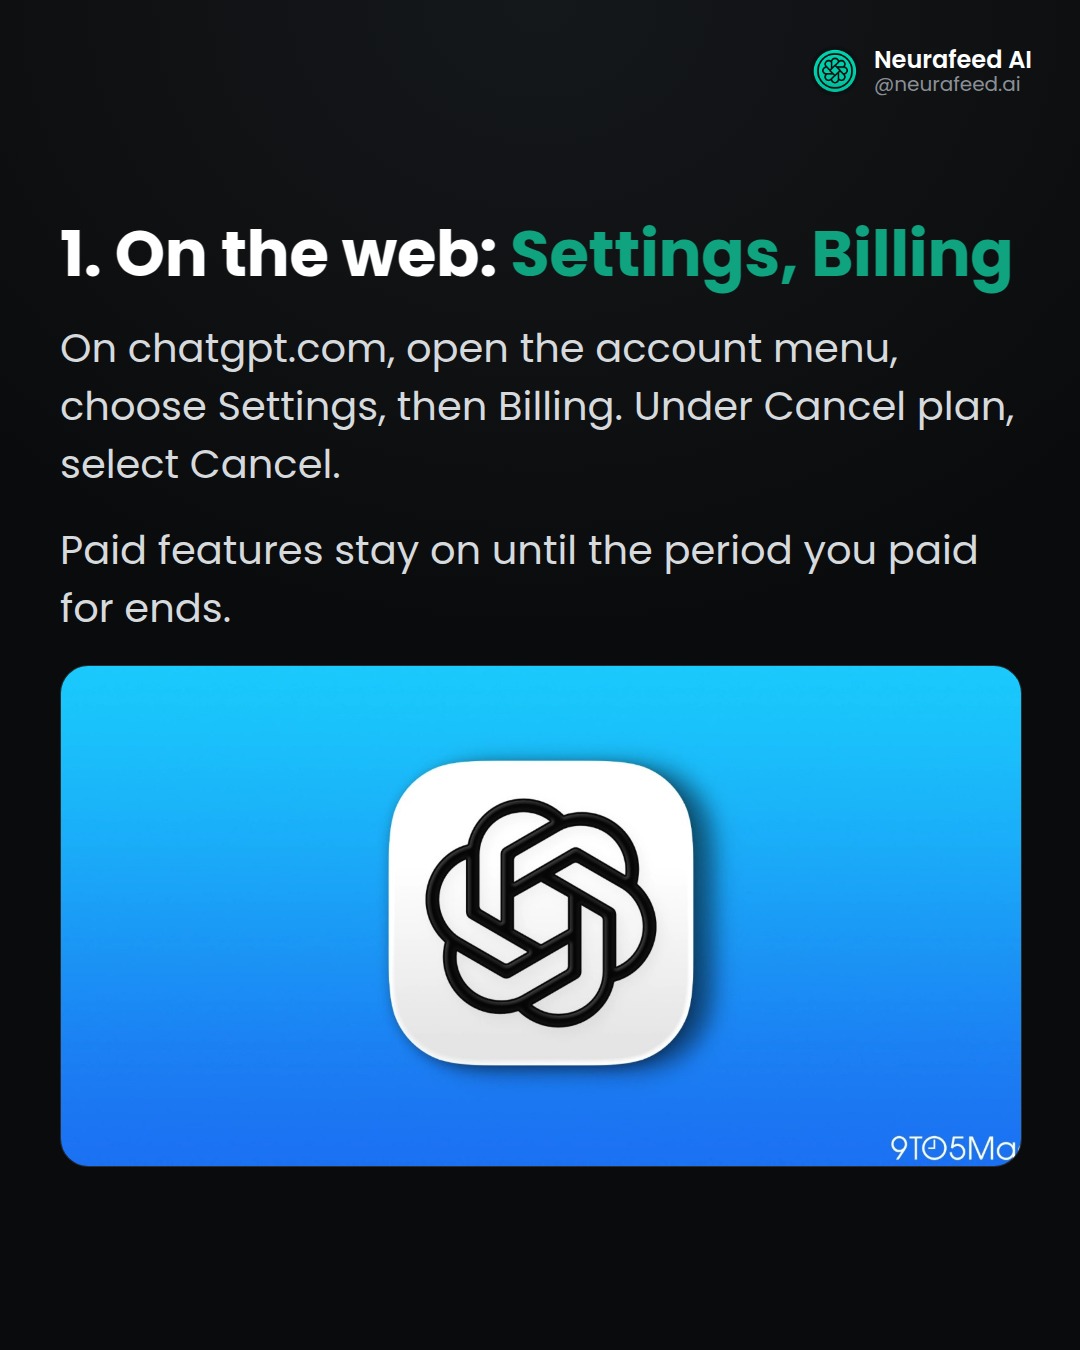 Neurafeed AI
@neurafeed.ai
1. On the web: Settings, Billing
On chatgpt.com, open the account menu,
choose Settings, then Billing. Under Cancel plan,
select Cancel.
Paid features stay on until the period you paid
for ends.
9TO5Ma